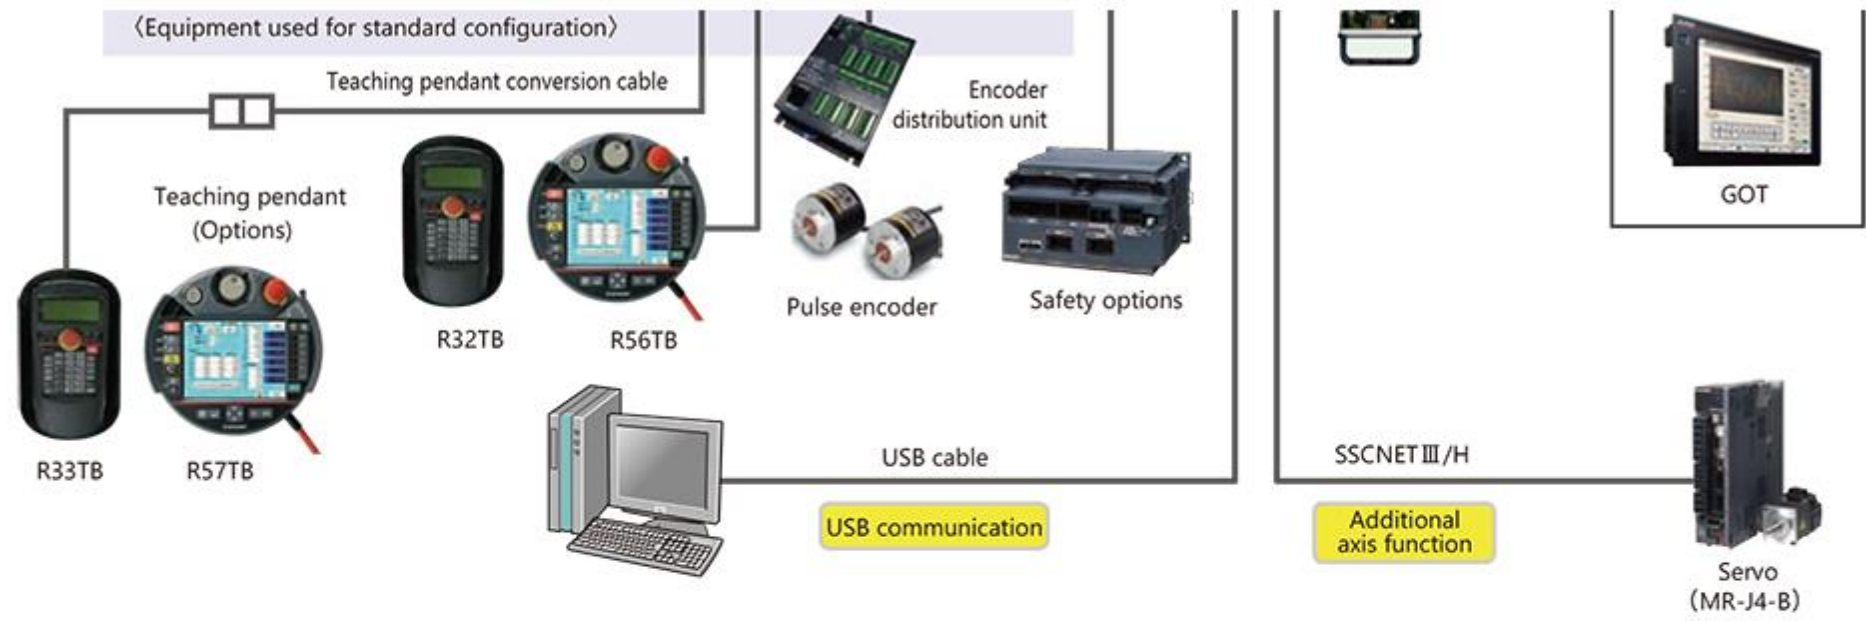 〈Equipment used for standard configuration〉
Teaching pendant conversion cable
Encoder
distribution unit
Teaching pendant
(Options)
GOT
Pulse encoder
Safety options
R32TB
R56TB
R33TB
R57TB
USB cable
USB communication
SSCNETⅢ/H
Additional
axis function
Servo
(MR-J4-B)